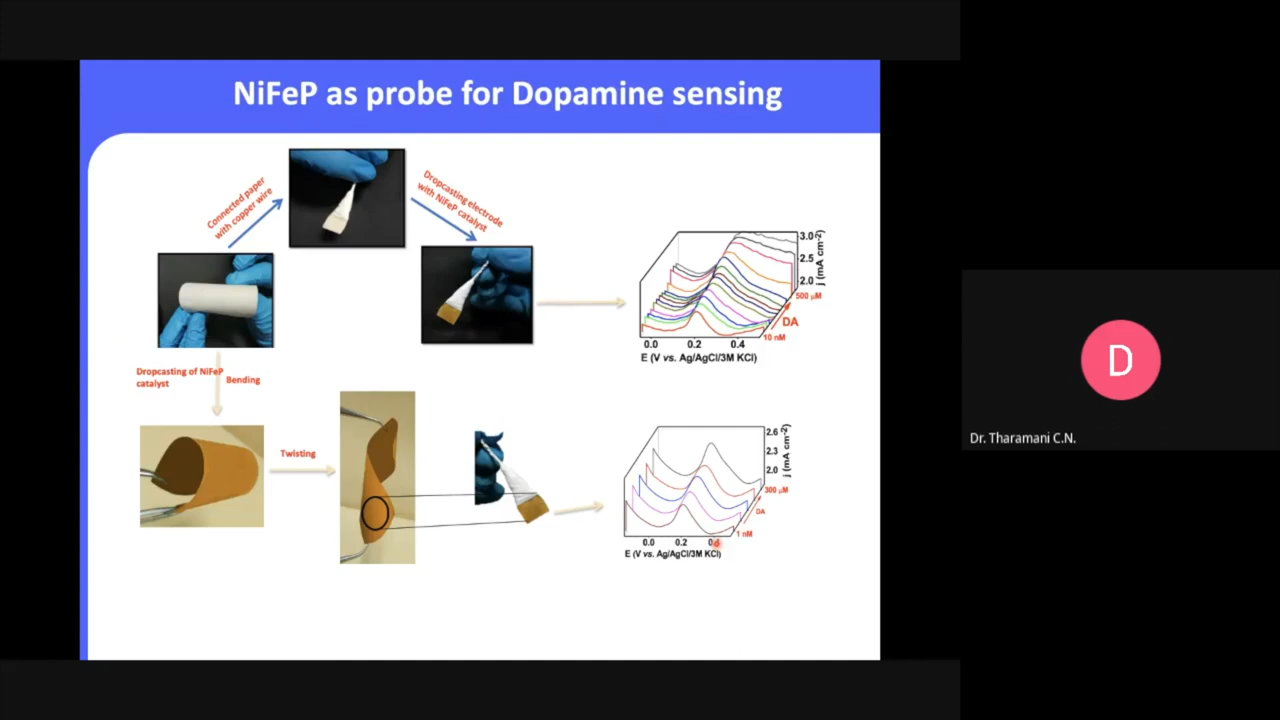 NiFeP as probe for Dopamine sensing
Connected paper
with copper wire
Dropcasting electrode
with NiFeP catalyst
3.0
2.5
2.0
j (mA cm-2)
500 µM
DA
10 nM
0.0 0.2 0.4
E (V vs. Ag/AgCl/3M KCl)
Dropcasting of NiFeP
catalyst
Bending
Twisting
2.6
2.3
2.0
j (mA cm-2)
300 µM
DA
1 nM
0.0 0.2
E (V vs. Ag/AgCl/3M KCl)
D
Dr. Tharamani C.N.